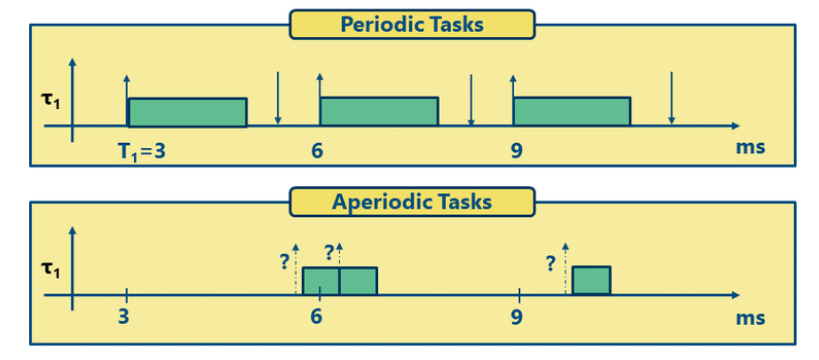 Periodic Tasks
τ₁
T₁=3 6 9 ms
Aperiodic Tasks
? ? ?
τ₁
3 6 9 ms